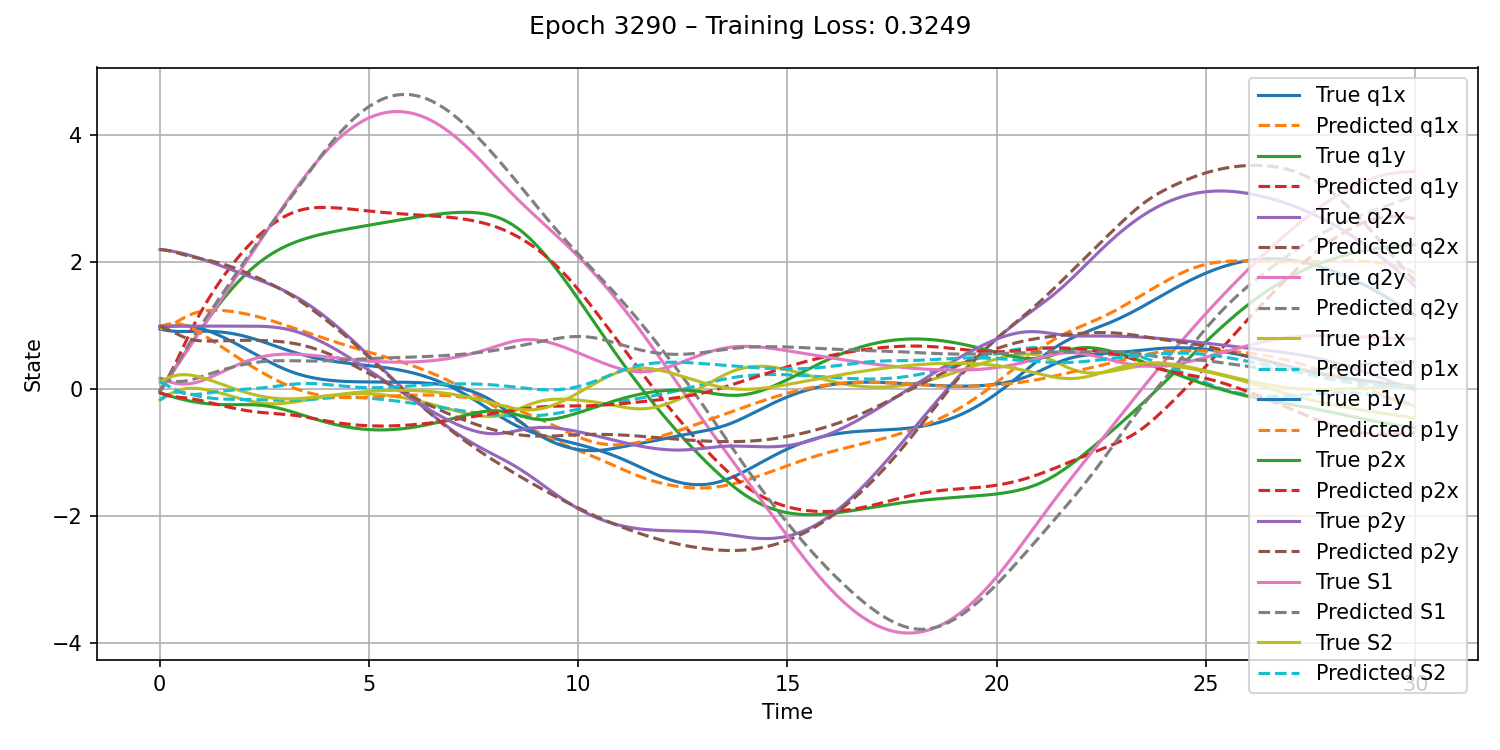 Epoch 3290 – Training Loss: 0.3249
State
4
2
0
−2
−4
True q1x
Predicted q1x
True q1y
Predicted q1y
True q2x
Predicted q2x
True q2y
Predicted q2y
True p1x
Predicted p1x
True p1y
Predicted p1y
True p2x
Predicted p2x
True p2y
Predicted p2y
True S1
Predicted S1
True S2
Predicted S2
0 5 10 15 20 25 30
Time